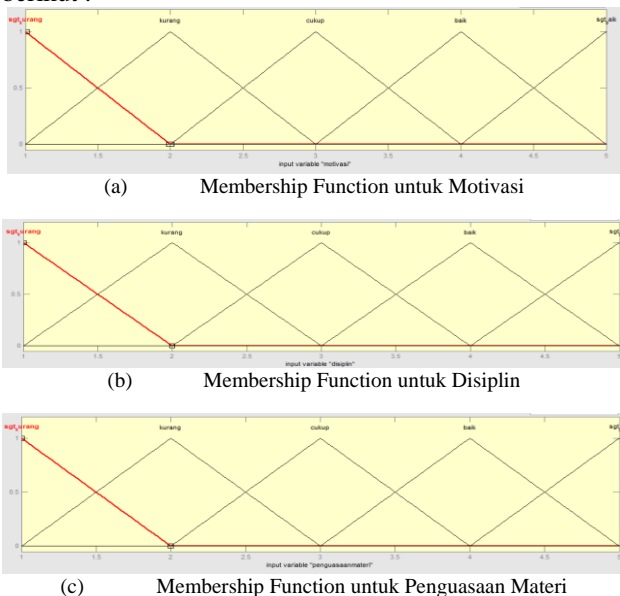 sgt_kurang kurang cukup baik sgt_baik
1
0.5
0
1 1.5 2 2.5 3 3.5 4 4.5 5
input variable "motivasi"
(a) Membership Function untuk Motivasi
sgt_kurang kurang cukup baik
1
0.5
0
1 1.5 2 2.5 3 3.5 4 4.5
input variable "disiplin"
(b) Membership Function untuk Disiplin
sgt_kurang kurang cukup baik
1
0.5
0
1 1.5 2 2.5 3 3.5 4 4.5
input variable "penguasaanmateri"
(c) Membership Function untuk Penguasaan Materi